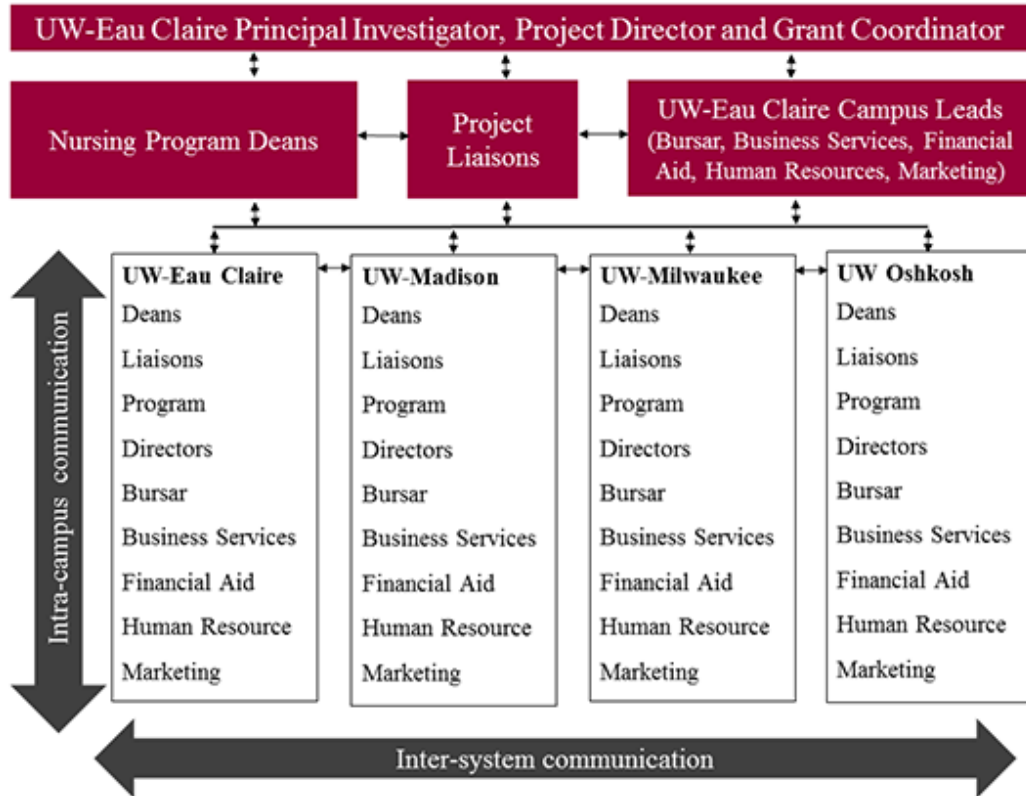 UW-Eau Claire Principal Investigator, Project Director and Grant Coordinator
Nursing Program Deans
Project
Liaisons
UW-Eau Claire Campus Leads
(Bursar, Business Services, Financial
Aid, Human Resources, Marketing)
Intra-campus communication
UW-Eau Claire
Deans
Liaisons
Program
Directors
Bursar
Business Services
Financial Aid
Human Resource
Marketing
UW-Madison
Deans
Liaisons
Program
Directors
Bursar
Business Services
Financial Aid
Human Resource
Marketing
UW-Milwaukee
Deans
Liaisons
Program
Directors
Bursar
Business Services
Financial Aid
Human Resource
Marketing
UW Oshkosh
Deans
Liaisons
Program
Directors
Bursar
Business Services
Financial Aid
Human Resource
Marketing
Inter-system communication